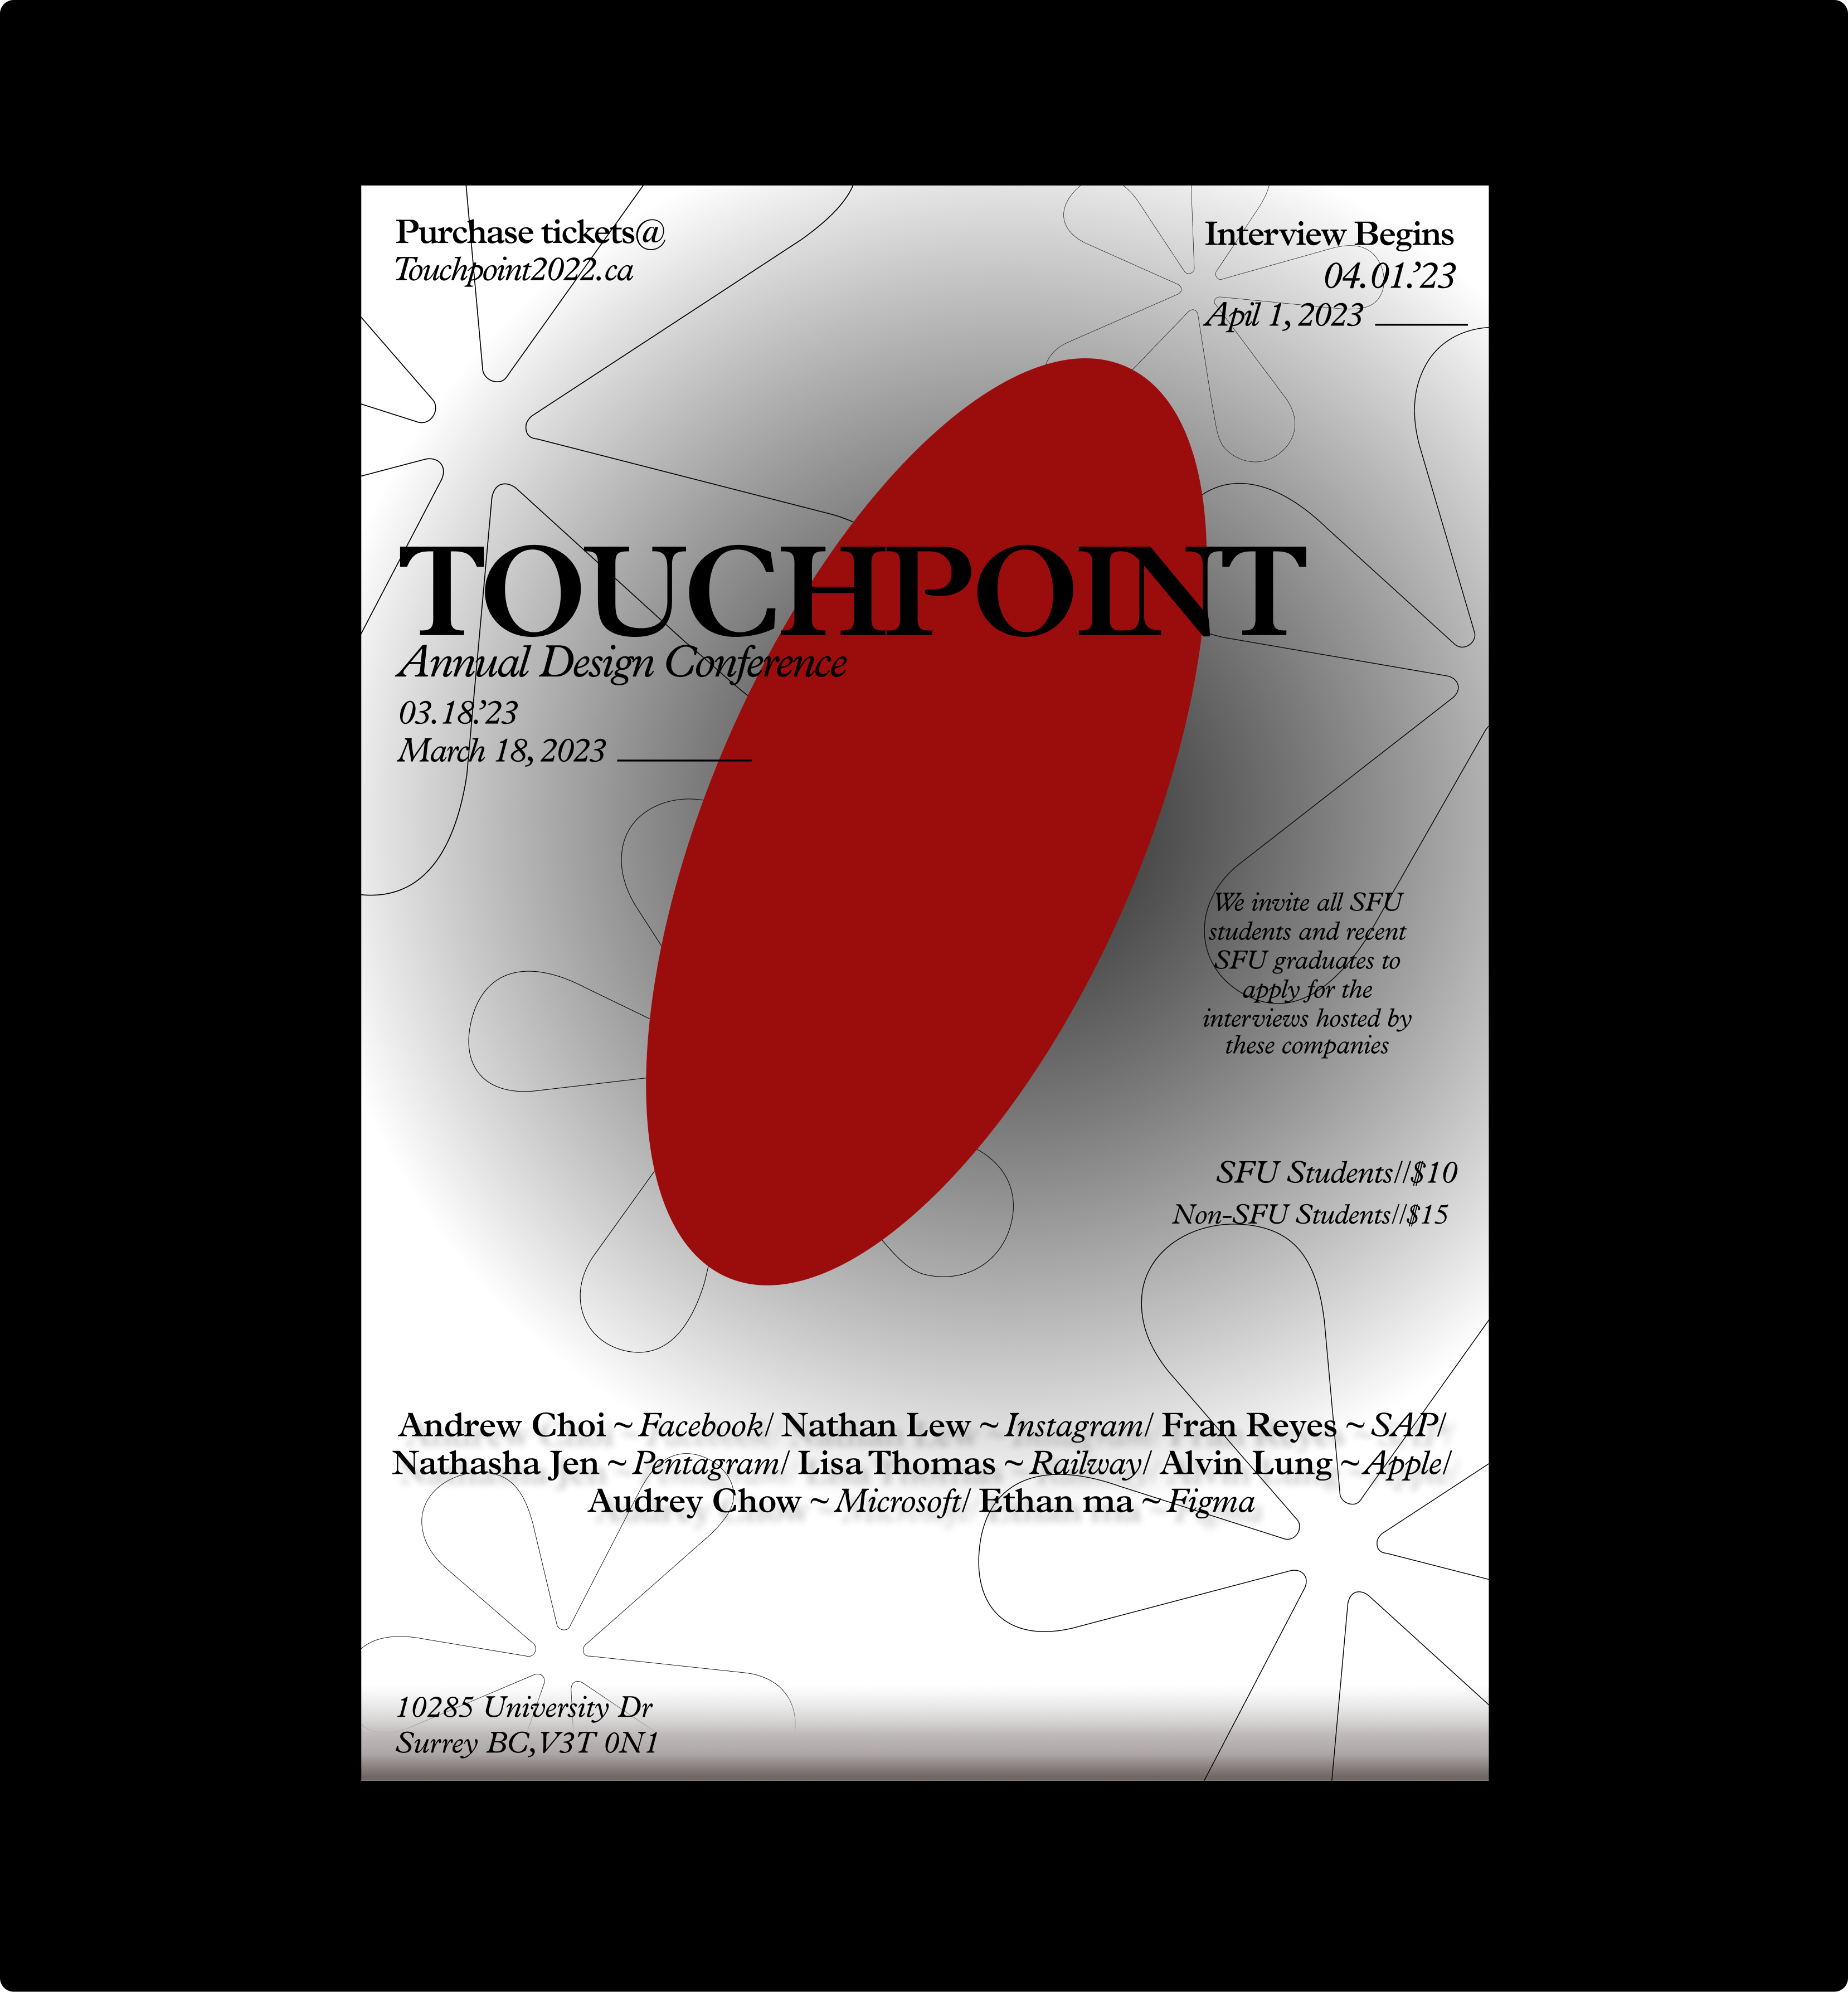 Purchase tickets@
Touchpoint2022.ca
Interview Begins
04.01.’23
Apil 1, 2023
TOUCHPOINT
Annual Design Conference
03.18.’23
March 18, 2023
We invite all SFU
students and recent
SFU graduates to
apply for the
interviews hosted by
these companies
SFU Students//$10
Non-SFU Students//$15
Andrew Choi ~ Facebook/ Nathan Lew ~ Instagram/ Fran Reyes ~ SAP/
Nathasha Jen ~ Pentagram/ Lisa Thomas ~ Railway/ Alvin Lung ~ Apple/
Audrey Chow ~ Microsoft/ Ethan ma ~ Figma
10285 University Dr
Surrey BC,V3T 0N1